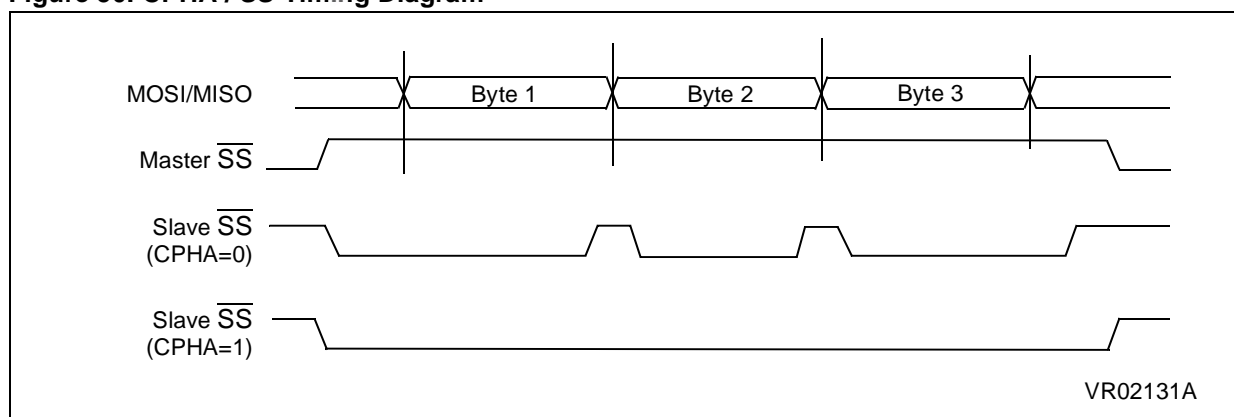 MOSI/MISO
Byte 1
Byte 2
Byte 3
Master SS
Slave SS
(CPHA=0)
Slave SS
(CPHA=1)
VR02131A